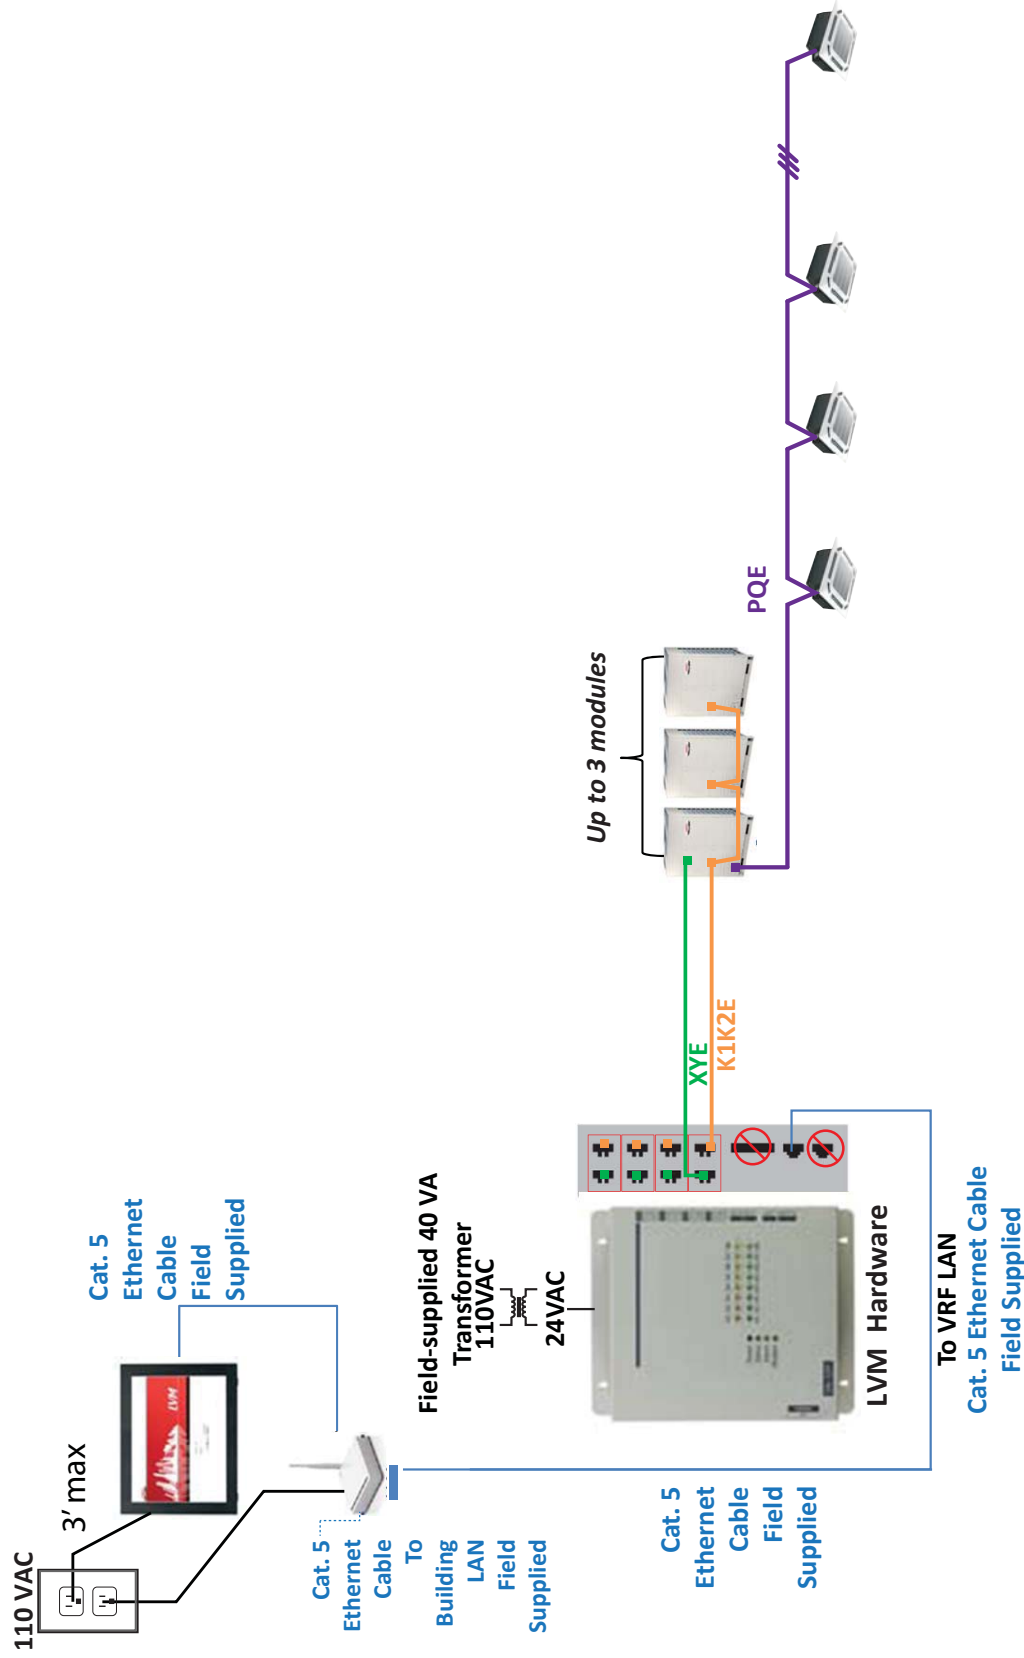 110 VAC
3’ max
LVM
Cat. 5
Ethernet
Cable
Field
Supplied
Cat. 5
Ethernet
Cable
To
Building
LAN
Field
Supplied
Field-supplied 40 VA
Transformer
110VAC
24VAC
LVM Hardware
Cat. 5
Ethernet
Cable
Field
Supplied
To VRF LAN
Cat. 5 Ethernet Cable
Field Supplied
XYE
K1K2E
Up to 3 modules
PQE